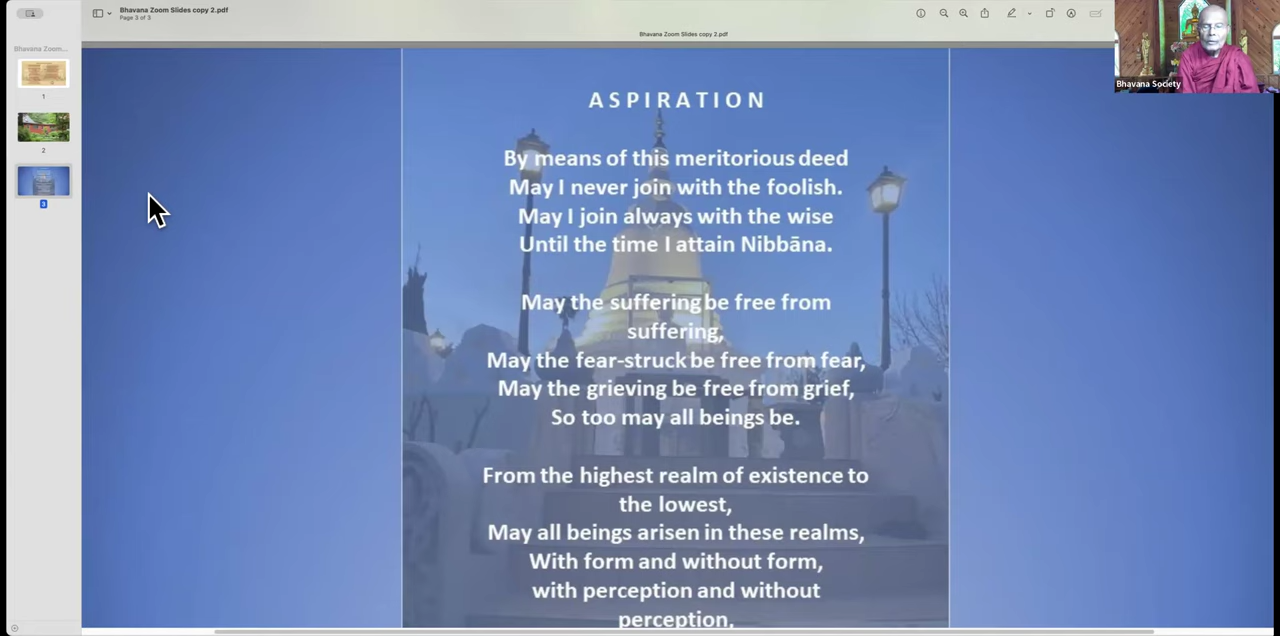 Bhavana Zoom Slides copy 2.pdf
Page 3 of 3
Bhavana Zoom Slides copy 2.pdf
Bhavana Society
Bhavana Zoom...
1
2
3
ASPIRATION
By means of this meritorious deed
May I never join with the foolish.
May I join always with the wise
Until the time I attain Nibbāna.
May the suffering be free from
suffering,
May the fear-struck be free from fear,
May the grieving be free from grief,
So too may all beings be.
From the highest realm of existence to
the lowest,
May all beings arisen in these realms,
With form and without form,
with perception and without
perception,